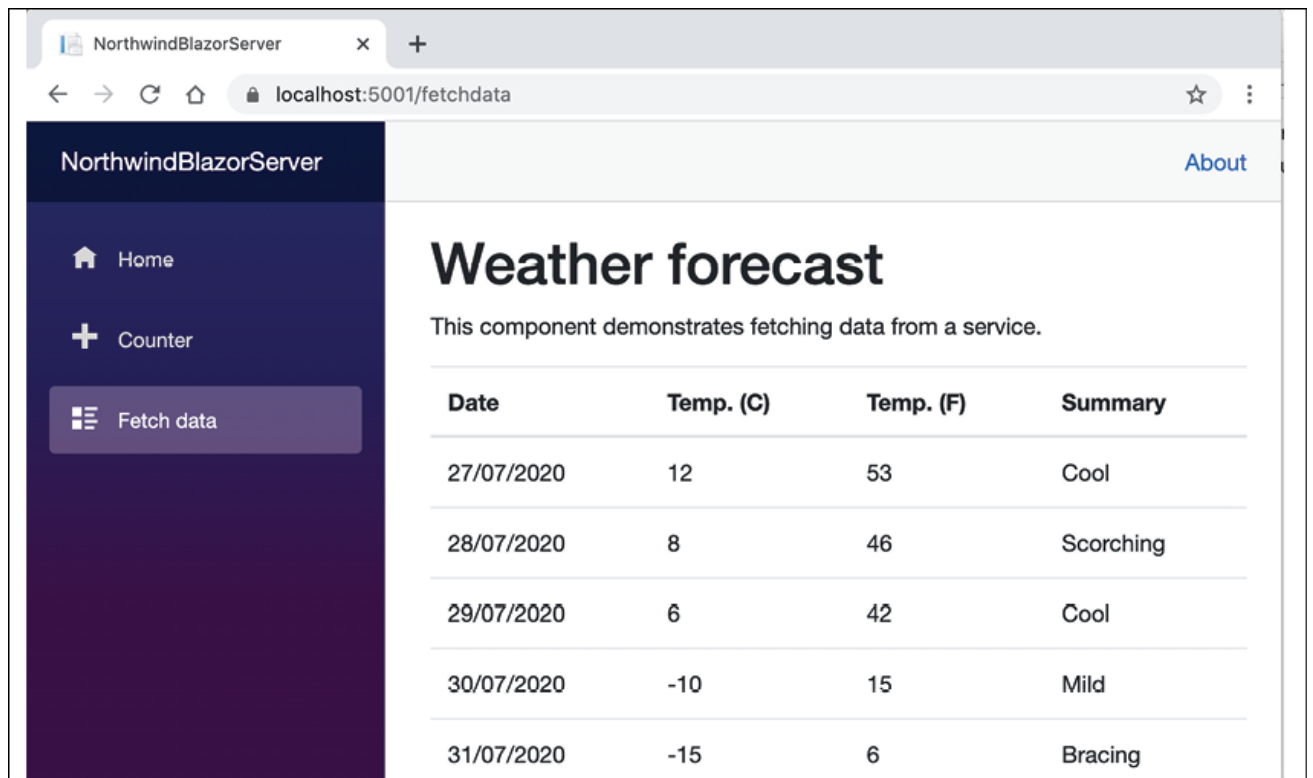 NorthwindBlazorServer
localhost:5001/fetchdata
NorthwindBlazorServer
About
Home
Counter
Fetch data
Weather forecast
This component demonstrates fetching data from a service.
Date Temp. (C) Temp. (F) Summary
27/07/2020 12 53 Cool
28/07/2020 8 46 Scorching
29/07/2020 6 42 Cool
30/07/2020 -10 15 Mild
31/07/2020 -15 6 Bracing